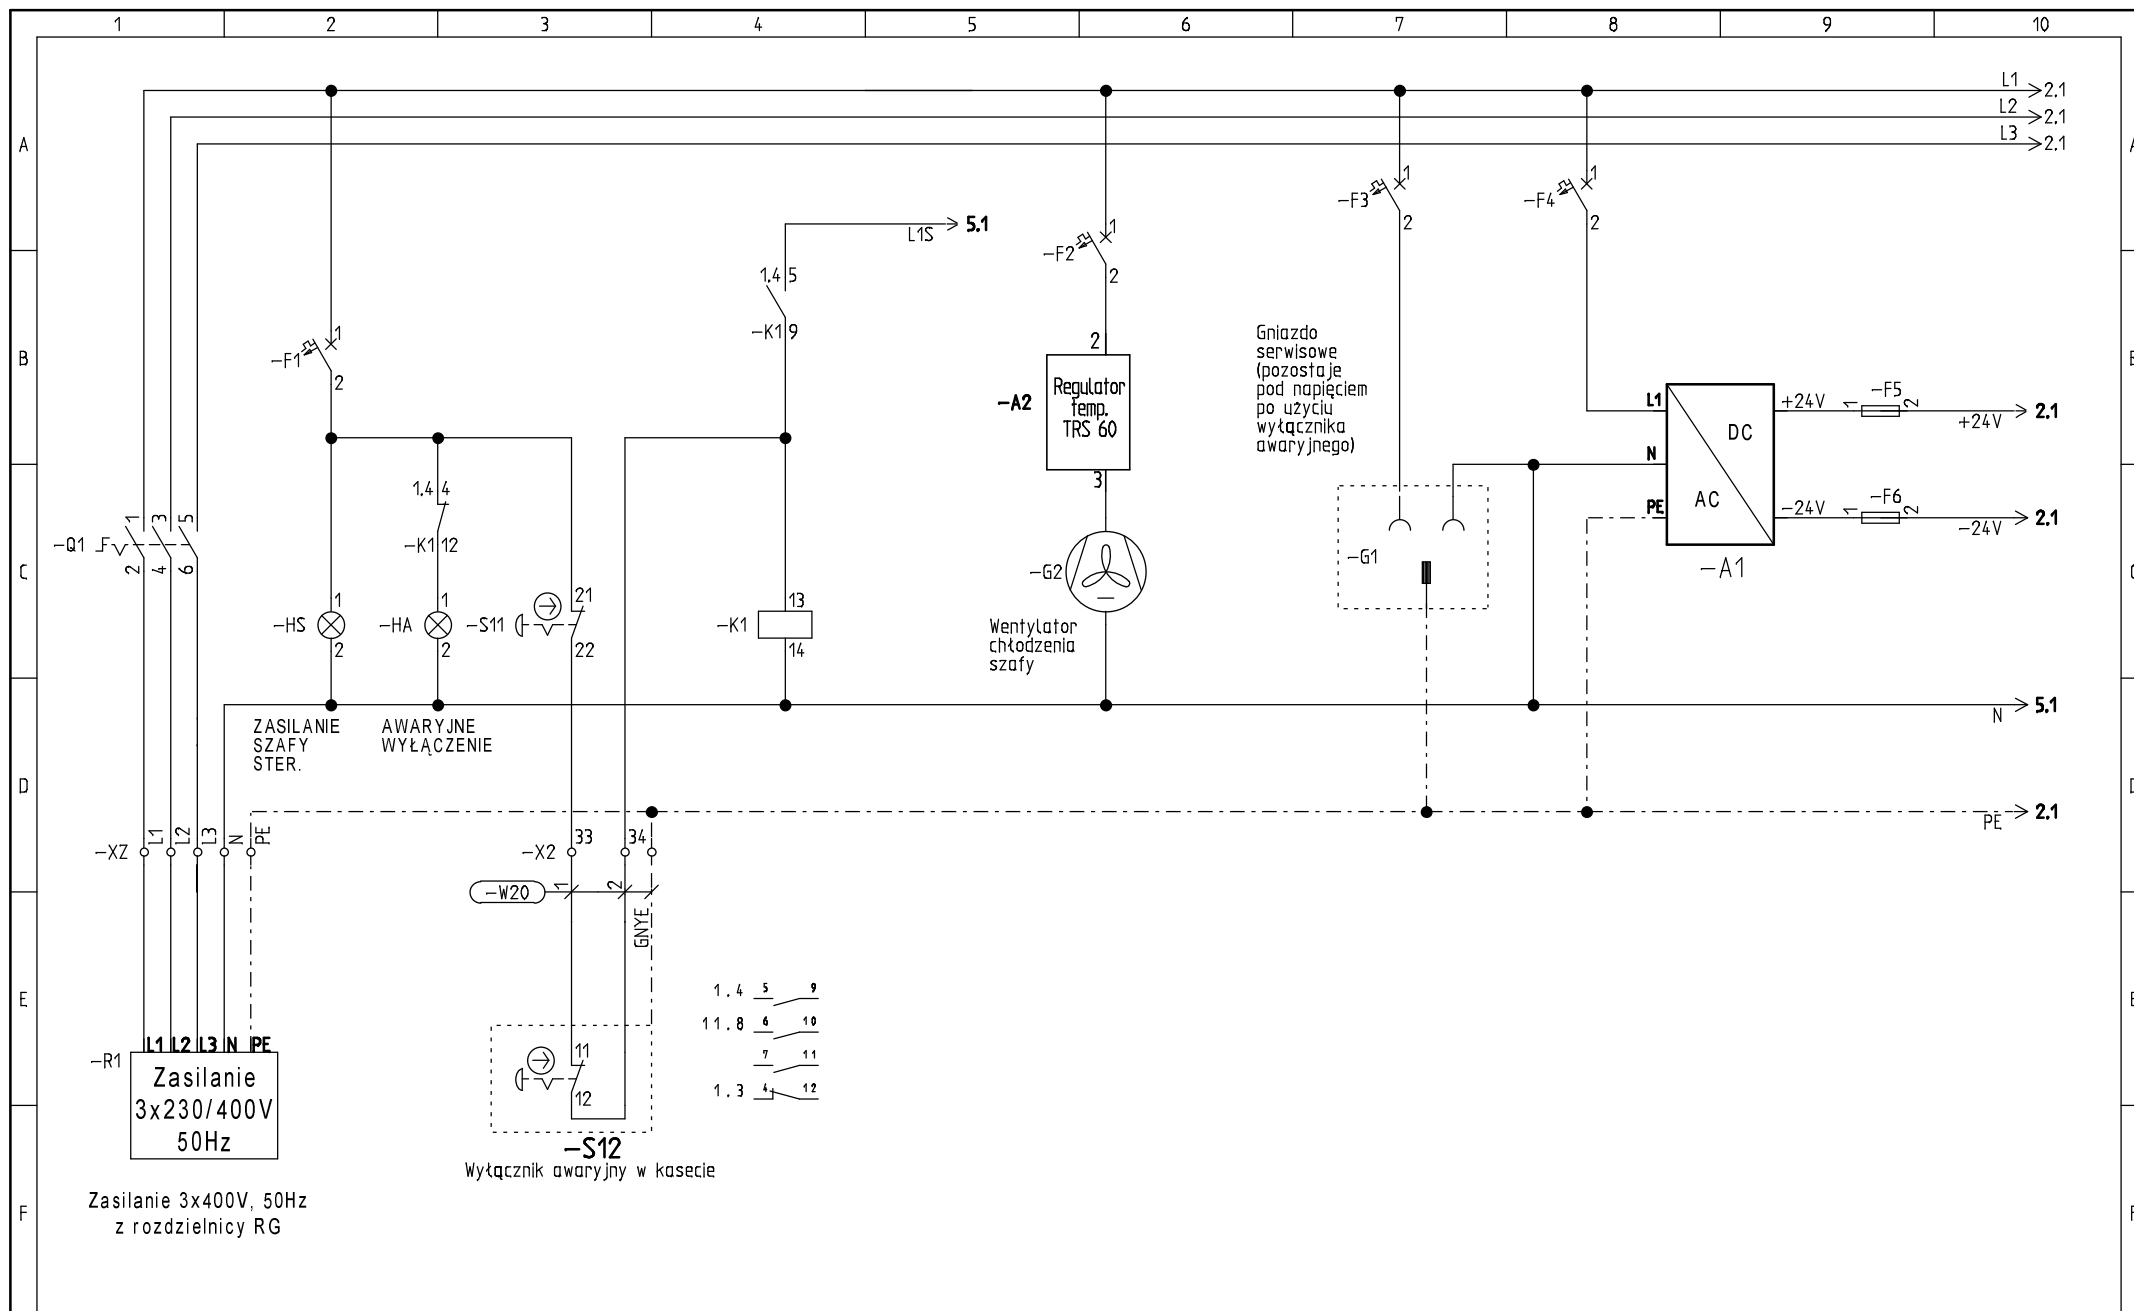 1 2 3 4 5 6 7 8 9 10
L1 2.1
L2 2.1
L3 2.1
A
-F3 1 2
-F4 1 2
L1S 5.1
-F2 1 2
1.4 5
-K1 9
-F1 1 2
B
2
-A2
Regulator
temp.
TRS 60
3
Gniazdo
serwisowe
(pozostaje
pod napięciem
po użyciu
wyłącznika
awaryjnego)
L1
N
PE
DC
AC
-A1
+24V 1 -F5 2
+24V 2.1
-24V 1 -F6 2
-24V 2.1
1.4 4
-K1 12
-Q1 1 3 5
2 4 6
C
-G1
-G2
Wentylator
chłodzenia
szafy
-HS 1 2
-HA 1 2
-S11 21 22
-K1 13 14
N 5.1
ZASILANIE
SZAFY
STER.
AWARYJNE
WYŁĄCZENIE
D
PE 2.1
-XZ L1 L2 L3 N PE
-X2 33 34
-W20 1 2 GNYE
E
1.4 5 9
11.8 6 10
7 11
1.3 4 12
-R1 L1 L2 L3 N PE
Zasilanie
3x230/400V
50Hz
11
12
-S12
Wyłącznik awaryjny w kasecie
Zasilanie 3x400V, 50Hz
z rozdzielnicy RG
F